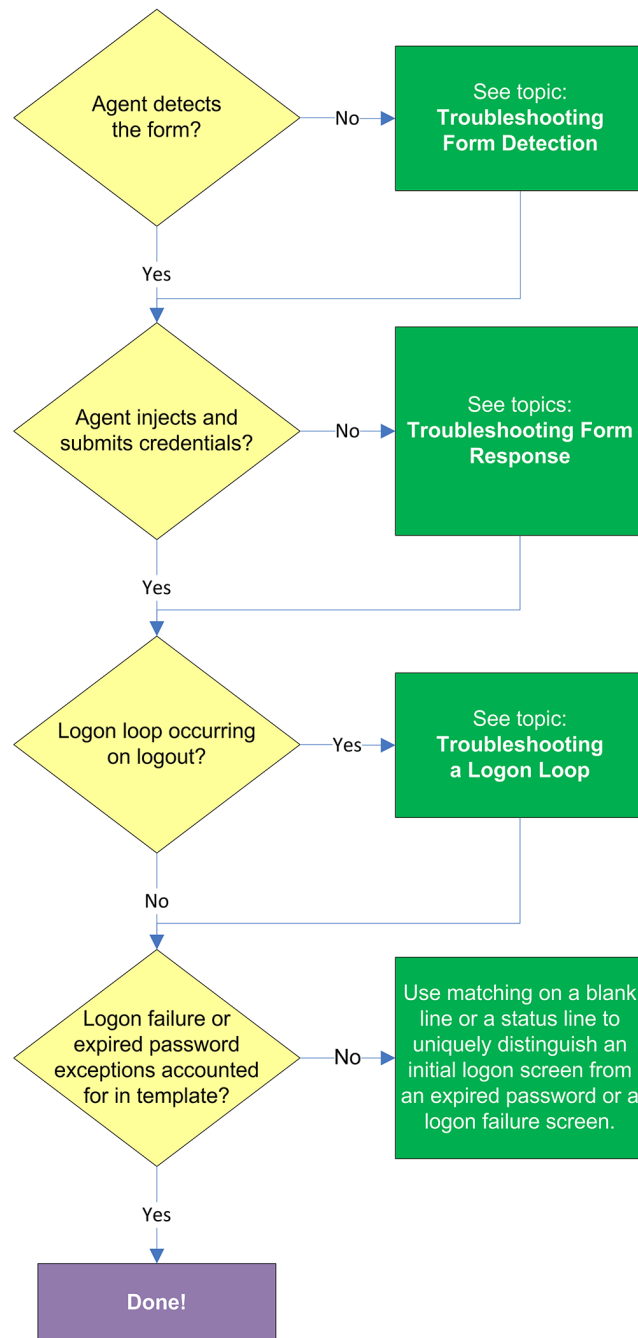 Agent detects
the form?
No
See topic:
Troubleshooting
Form Detection
Yes
Agent injects and
submits credentials?
No
See topics:
Troubleshooting Form
Response
Yes
Logon loop occurring
on logout?
Yes
See topic:
Troubleshooting
a Logon Loop
No
Logon failure or
expired password
exceptions accounted
for in template?
No
Use matching on a blank
line or a status line to
uniquely distinguish an
initial logon screen from
an expired password or a
logon failure screen.
Yes
Done!